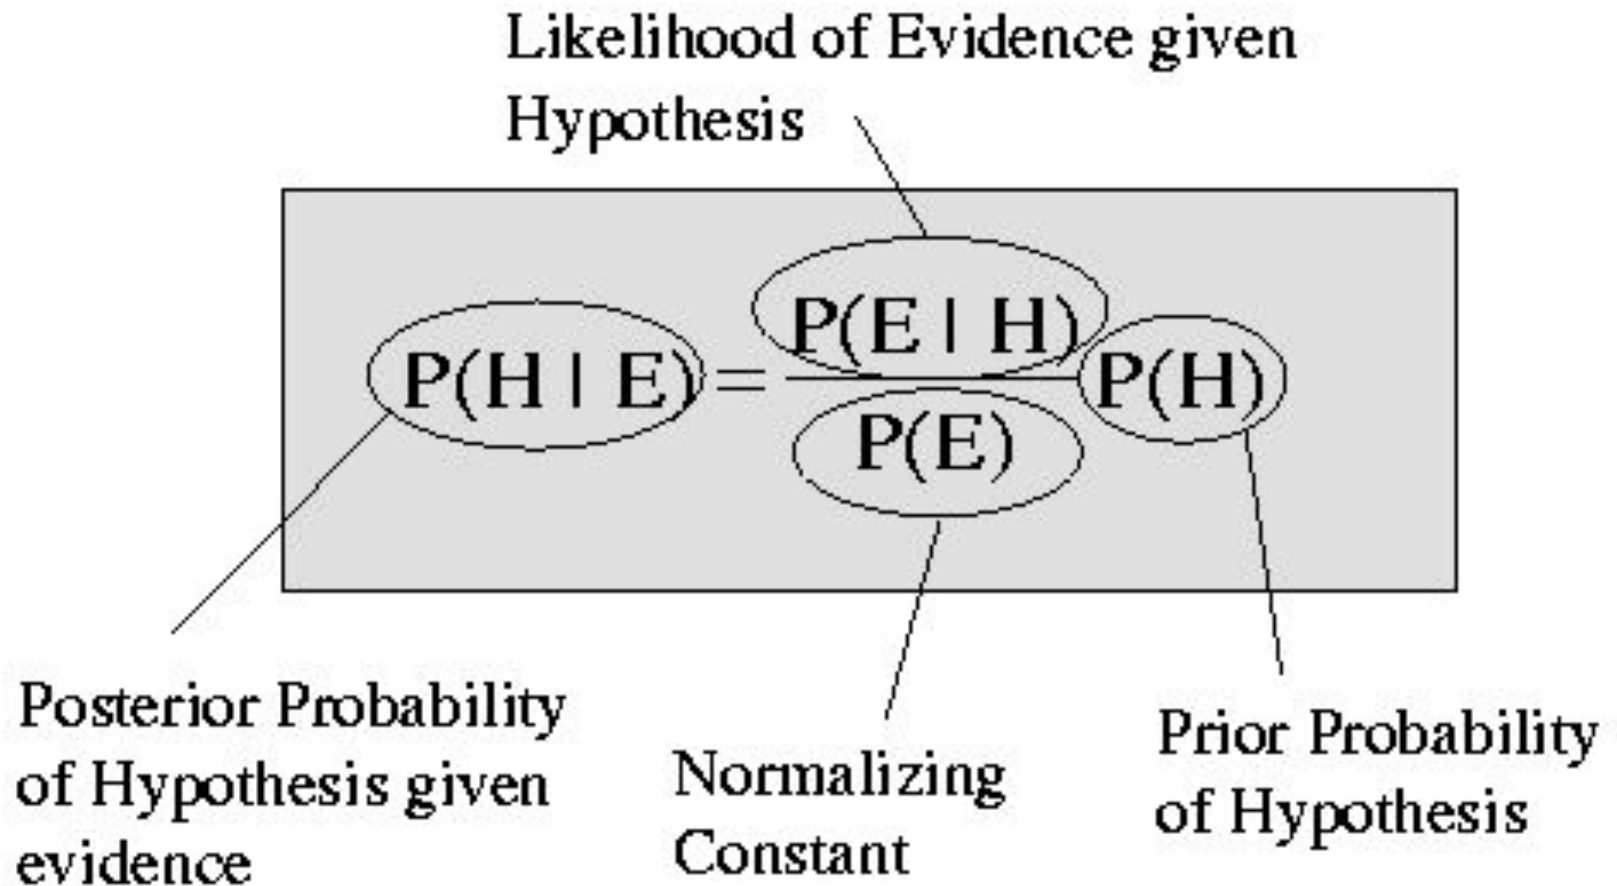 Likelihood of Evidence given
Hypothesis
P(H | E) = P(E | H) P(H)
P(E)
Posterior Probability
of Hypothesis given
evidence
Normalizing
Constant
Prior Probability
of Hypothesis